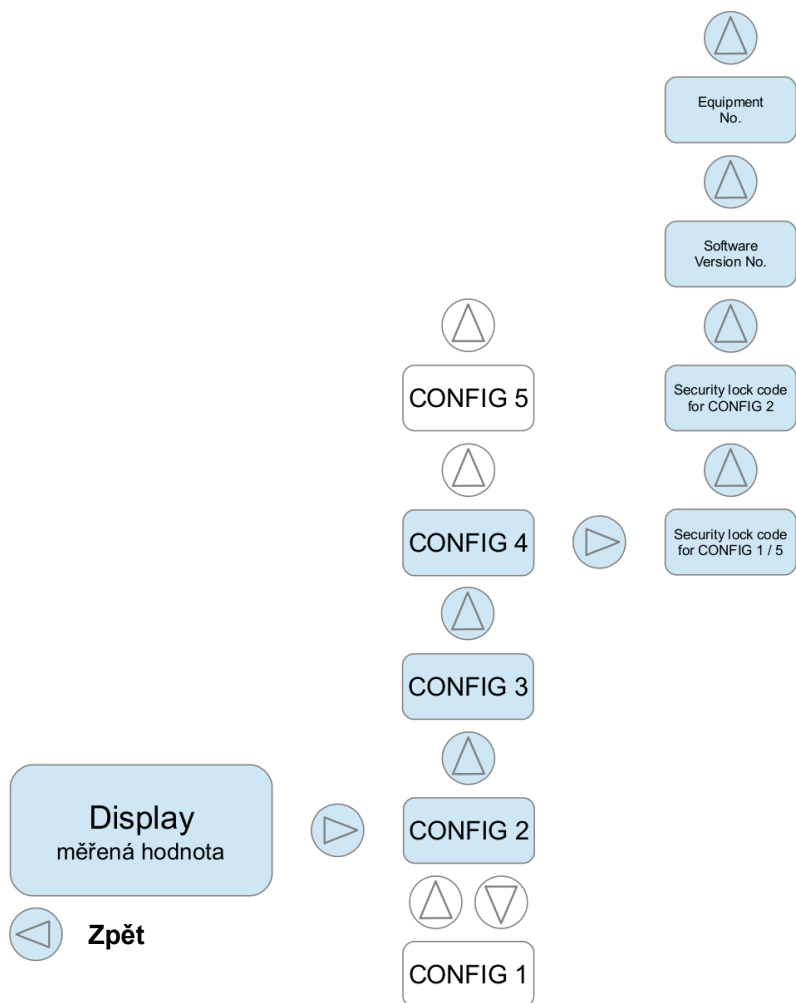 Equipment
No.
Software
Version No.
CONFIG 5
Security lock code
for CONFIG 2
CONFIG 4
Security lock code
for CONFIG 1 / 5
CONFIG 3
Display
měřená hodnota
CONFIG 2
Zpět
CONFIG 1